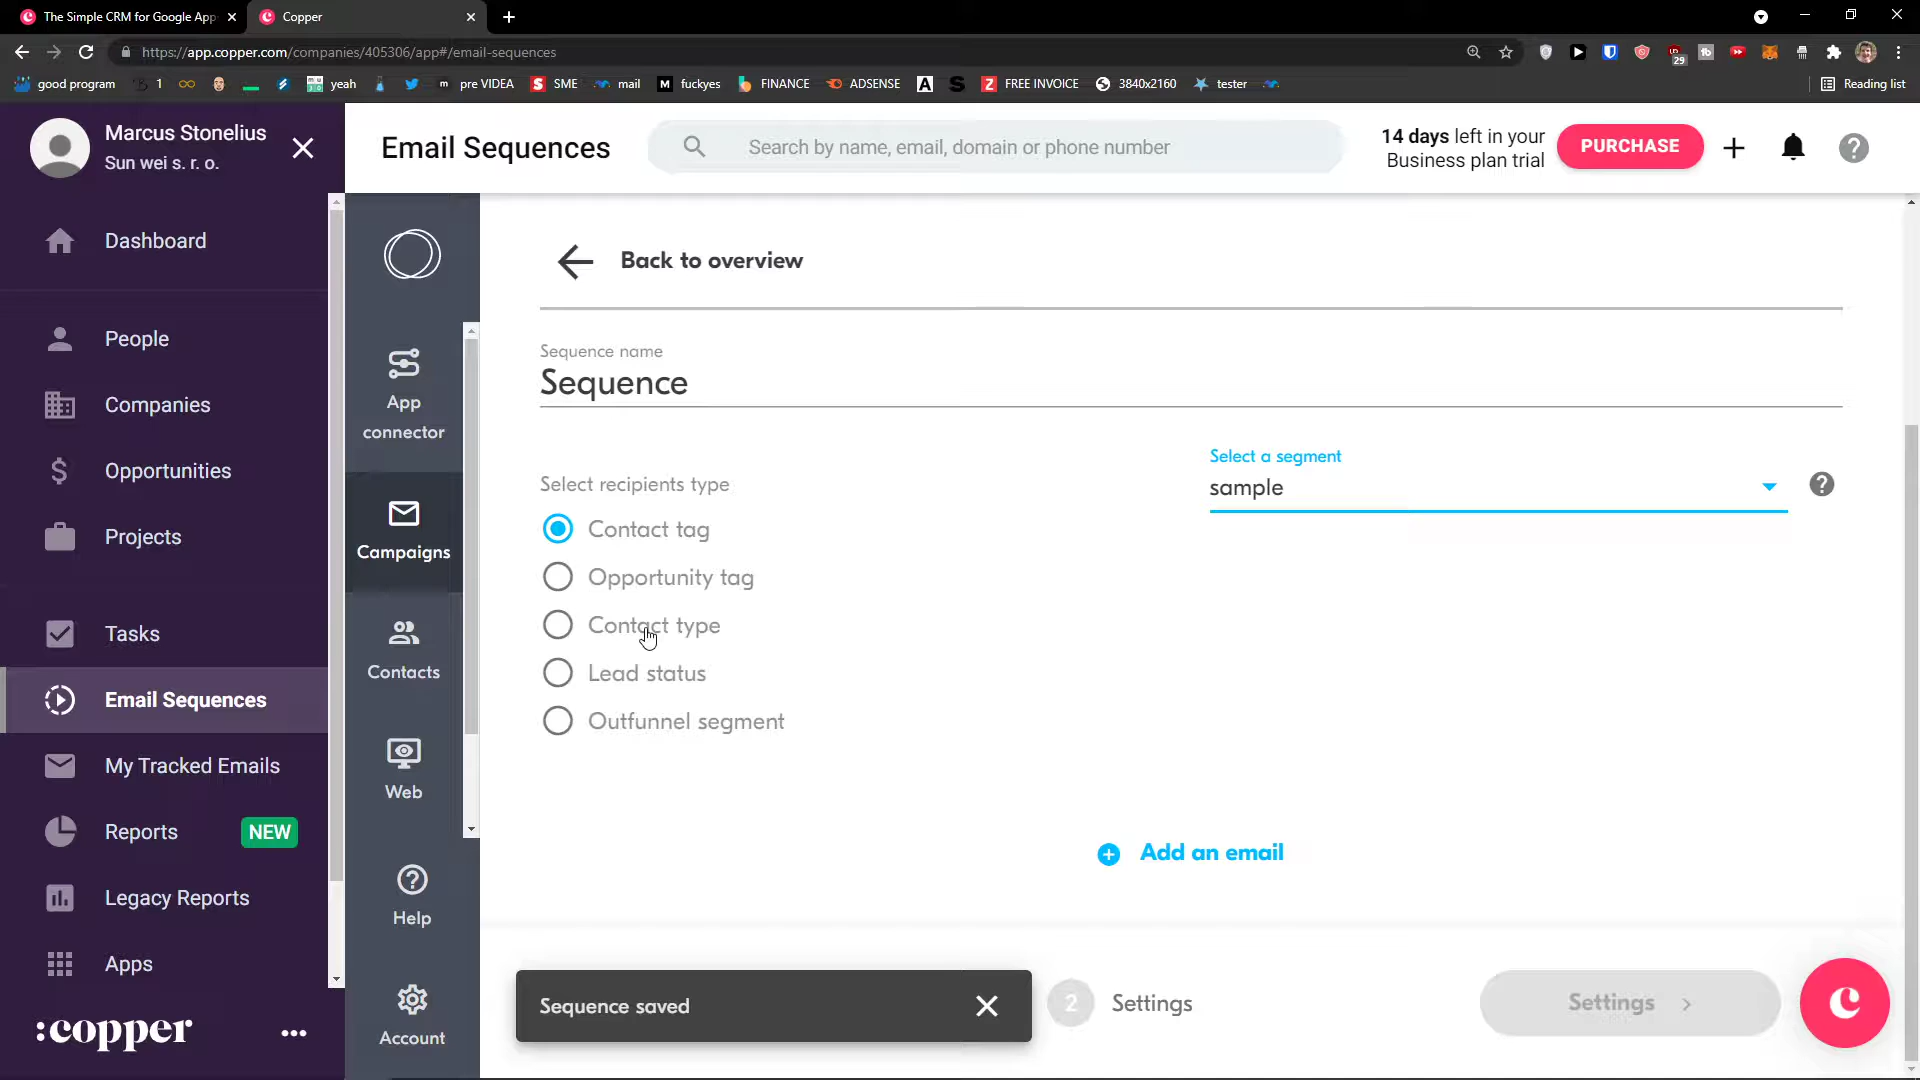 The Simple CRM for Google App
Copper
https://app.copper.com/companies/405306/app#/email-sequences
29
good program
1
yeah
pre VIDEA
SME
mail
fuckyes
FINANCE
ADSENSE
FREE INVOICE
3840x2160
tester
Reading list
Marcus Stonelius
Sun wei s. r. o.
Email Sequences
Search by name, email, domain or phone number
14 days left in your
Business plan trial
PURCHASE
Dashboard
People
Companies
Opportunities
Projects
Tasks
Email Sequences
My Tracked Emails
Reports
NEW
Legacy Reports
Apps
:copper
App
connector
Campaigns
Contacts
Web
Help
Account
Back to overview
Sequence name
Sequence
Select recipients type
Contact tag
Opportunity tag
Contact type
Lead status
Outfunnel segment
Select a segment
sample
Add an email
Sequence saved
2
Settings
Settings